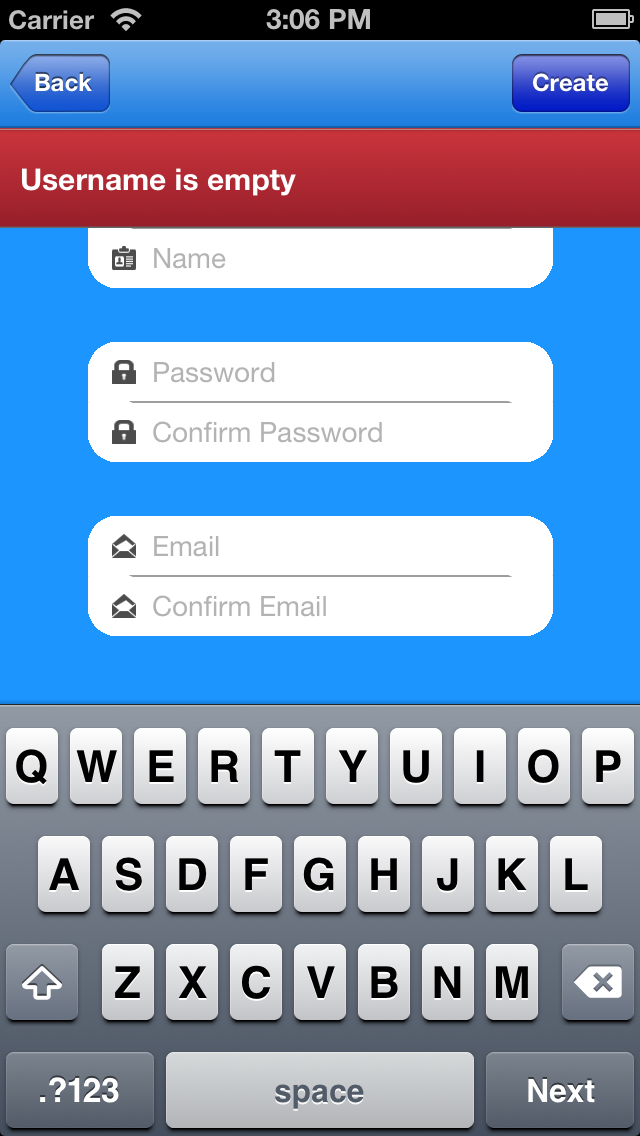 Carrier 3:06 PM
Back Create
Username is empty
Name
Password
Confirm Password
Email
Confirm Email
Q W E R T Y U I O P
A S D F G H J K L
Z X C V B N M
.?123 space Next